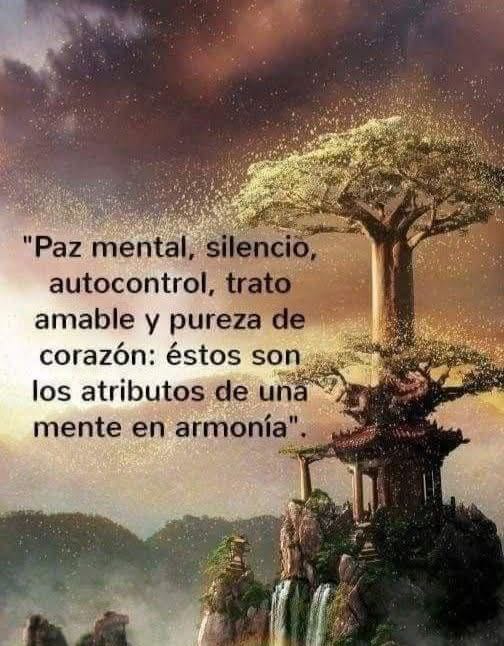 "Paz mental, silencio,
autocontrol, trato
amable y pureza de
corazón: éstos son
los atributos de una
mente en armonía".